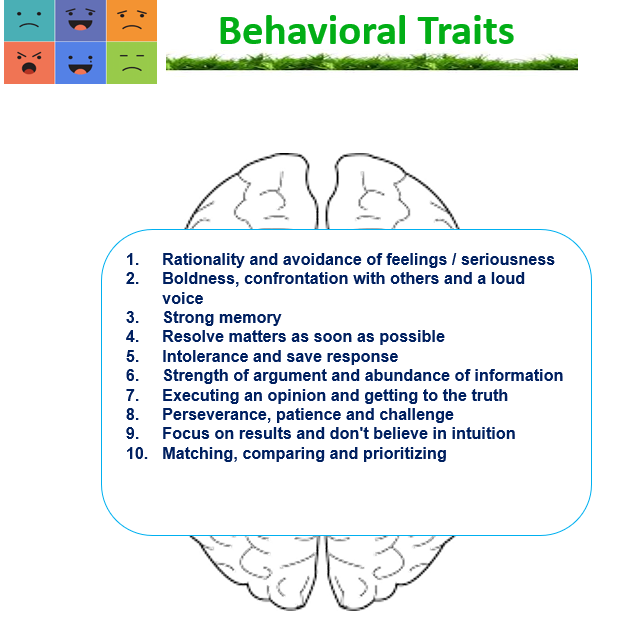 Behavioral Traits
1. Rationality and avoidance of feelings / seriousness
2. Boldness, confrontation with others and a loud
voice
3. Strong memory
4. Resolve matters as soon as possible
5. Intolerance and save response
6. Strength of argument and abundance of information
7. Executing an opinion and getting to the truth
8. Perseverance, patience and challenge
9. Focus on results and don't believe in intuition
10. Matching, comparing and prioritizing